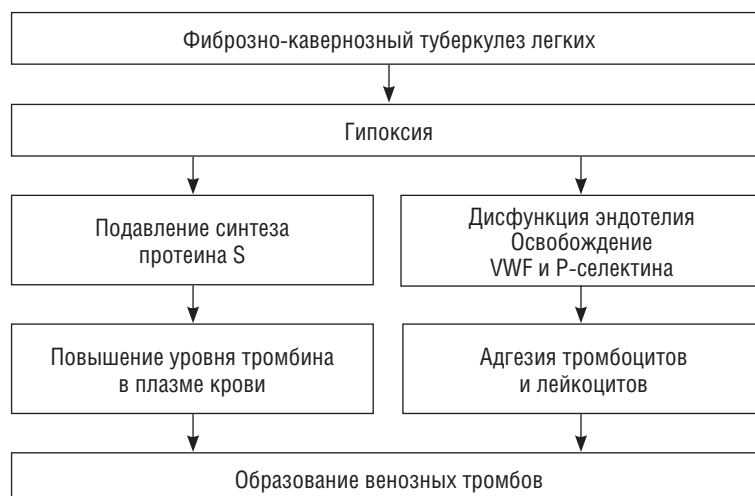 Фиброзно-кавернозный туберкулез легких
Гипоксия
Подавление синтеза
протеина S
Дисфункция эндотелия
Освобождение
VWF и P-селектина
Повышение уровня тромбина
в плазме крови
Адгезия тромбоцитов
и лейкоцитов
Образование венозных тромбов